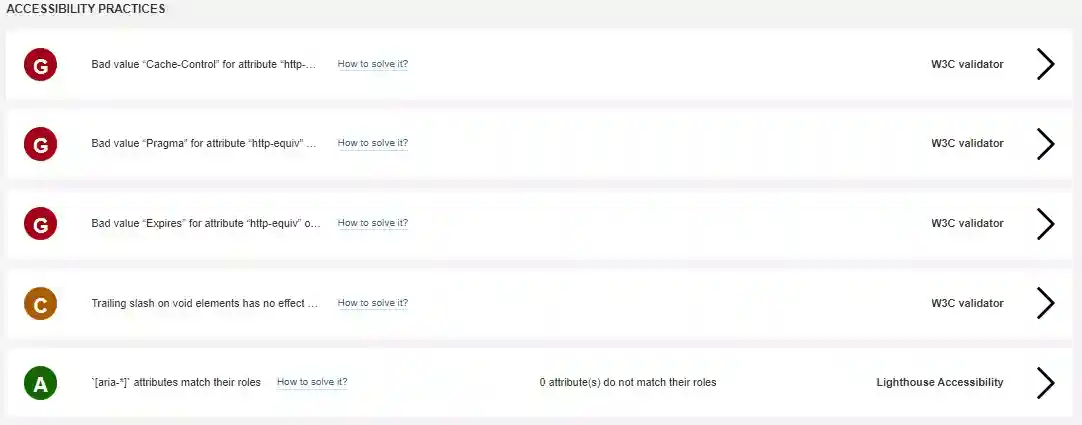 ACCESSIBILITY PRACTICES
G Bad value “Cache-Control” for attribute “http-... How to solve it? W3C validator
G Bad value “Pragma” for attribute “http-equiv” ... How to solve it? W3C validator
G Bad value “Expires” for attribute “http-equiv” o... How to solve it? W3C validator
C Trailing slash on void elements has no effect ... How to solve it? W3C validator
A `[aria-*]` attributes match their roles How to solve it? 0 attribute(s) do not match their roles Lighthouse Accessibility